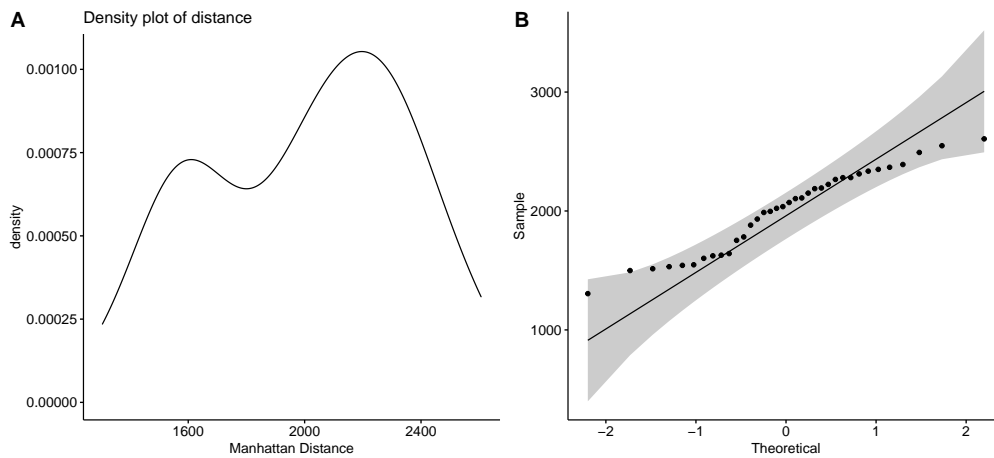 A
Density plot of distance
density
0.00100
0.00075
0.00050
0.00025
0.00000
1600 2000 2400
Manhattan Distance
B
Sample
3000
2000
1000
−2 −1 0 1 2
Theoretical